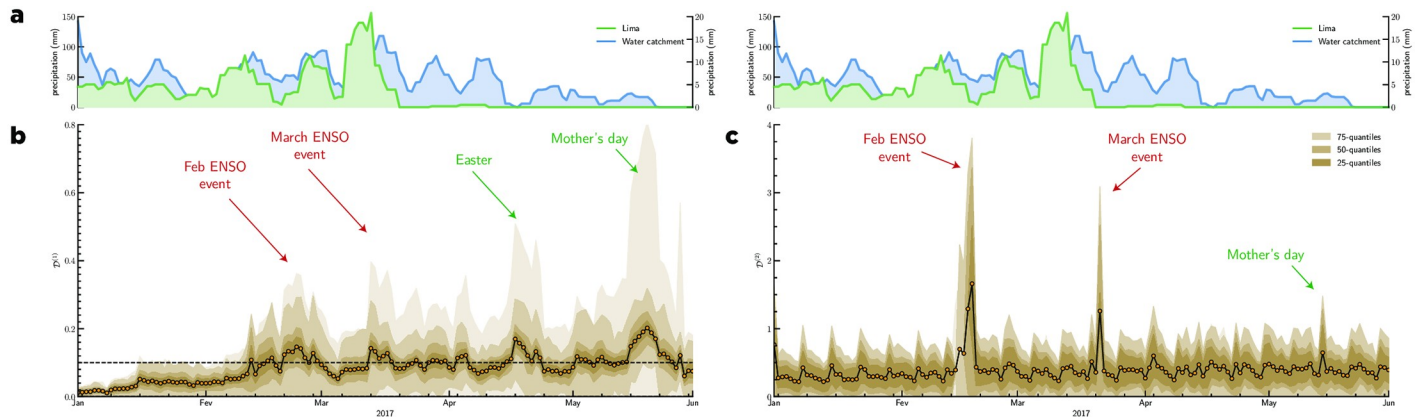 a
150
100
50
0
precipitation (mm)
Lima
Water catchment
20
15
10
5
0
precipitation (mm)
150
100
50
0
precipitation (mm)
Lima
Water catchment
20
15
10
5
0
precipitation (mm)
b
0.8
0.6
0.4
0.2
0.0
𝒟⁽¹⁾
Feb ENSO
event
March ENSO
event
Easter
Mother's day
Jan
Fev
Mar
Apr
May
Jun
2017
c
4
3
2
1
0
𝒟⁽²⁾
Feb ENSO
event
March ENSO
event
Mother's day
75-quantiles
50-quantiles
25-quantiles
Jan
Fev
Mar
Apr
May
Jun
2017